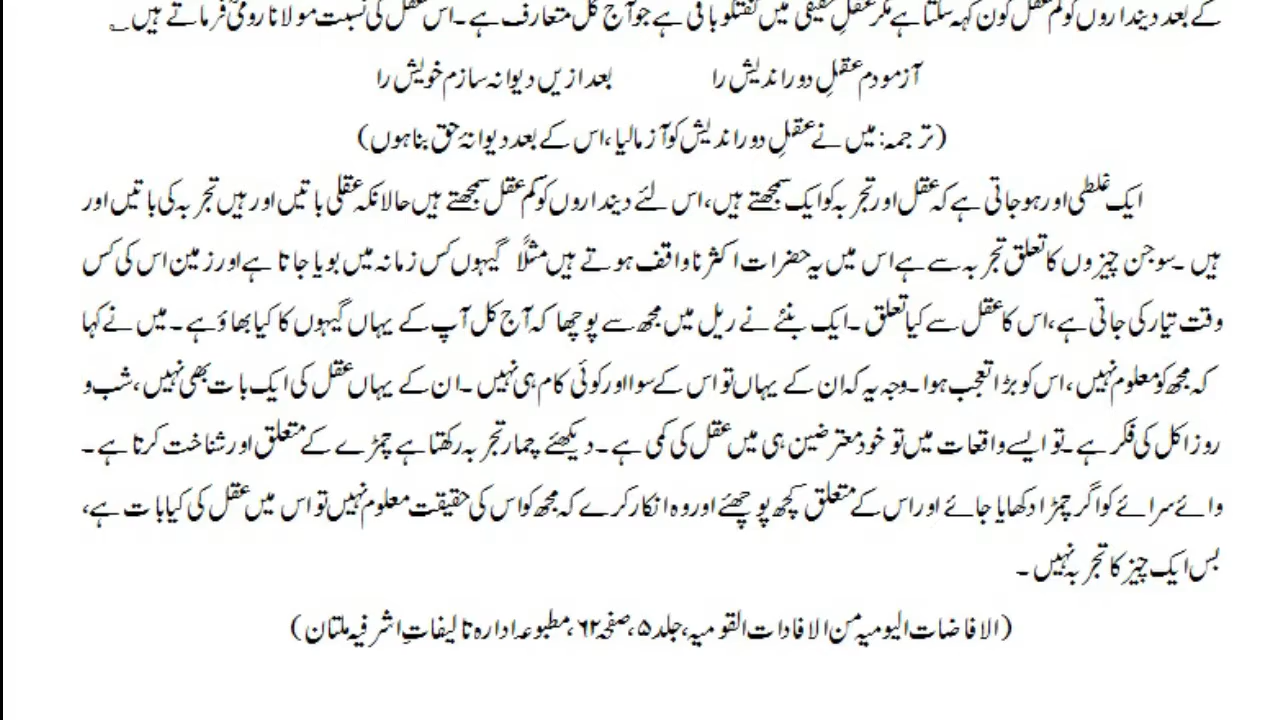 کے بعد دینداروں کو کم عقل کون کہہ سکتا ہے مگر عقلِ حقیقی میں گفتگو باقی ہے جو آج کل متعارف ہے۔ اس عقل کی نسبت مولانا رومیؒ فرماتے ہیں ؎
آزمودم عقلِ دور اندیش را بعد ازیں دیوانہ سازم خویش را
(ترجمہ: میں نے عقلِ دور اندیش کو آزمالیا، اس کے بعد دیوانۂ حق بنا ہوں)
ایک غلطی اور ہوجاتی ہے کہ عقل اور تجربہ کو ایک سمجھتے ہیں، اس لئے دینداروں کو کم عقل سمجھتے ہیں حالانکہ عقلی باتیں اور ہیں تجربہ کی باتیں اور
ہیں۔ سو جن چیزوں کا تعلق تجربہ سے ہے اس میں یہ حضرات اکثر ناواقف ہوتے ہیں مثلاً گیہوں کس زمانہ میں بویا جاتا ہے اور زمین اس کی کس
وقت تیار کی جاتی ہے، اس کا عقل سے کیا تعلق۔ ایک بنئے نے ریل میں مجھ سے پوچھا کہ آج کل آپ کے یہاں گیہوں کا کیا بھاؤ ہے۔ میں نے کہا
کہ مجھ کو معلوم نہیں، اس کو بڑا تعجب ہوا۔ وجہ یہ کہ ان کے یہاں تو اس کے سوا اور کوئی کام ہی نہیں۔ ان کے یہاں عقل کی ایک بات بھی نہیں، شب و
روز اکل کی فکر ہے۔ تو ایسے واقعات میں تو خود معترضین ہی میں عقل کی کمی ہے۔ دیکھئے چمار تجربہ رکھتا ہے چمڑے کے متعلق اور شناخت کرتا ہے۔
وائے سرائے کو اگر چمڑا دکھایا جائے اور اس کے متعلق کچھ پوچھئے اور وہ انکار کرے کہ مجھ کو اس کی حقیقت معلوم نہیں تو اس میں عقل کی کیا بات ہے،
بس ایک چیز کا تجربہ نہیں۔
(الافاضات الیومیہ من الافادات القومیہ، جلد ۵، صفحہ ۶۲، مطبوعہ ادارہ تالیفاتِ اشرفیہ ملتان)